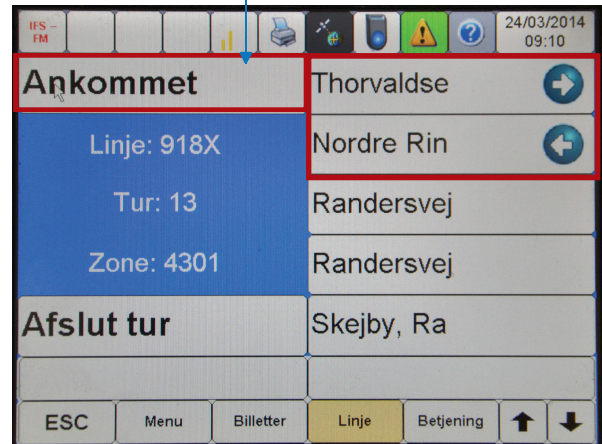 IFS –
FM
24/03/2014
09:10
Ankommet
Thorvaldse
Linje: 918X
Nordre Rin
Tur: 13
Randersvej
Zone: 4301
Randersvej
Afslut tur
Skejby, Ra
ESC
Menu
Billetter
Linje
Betjening